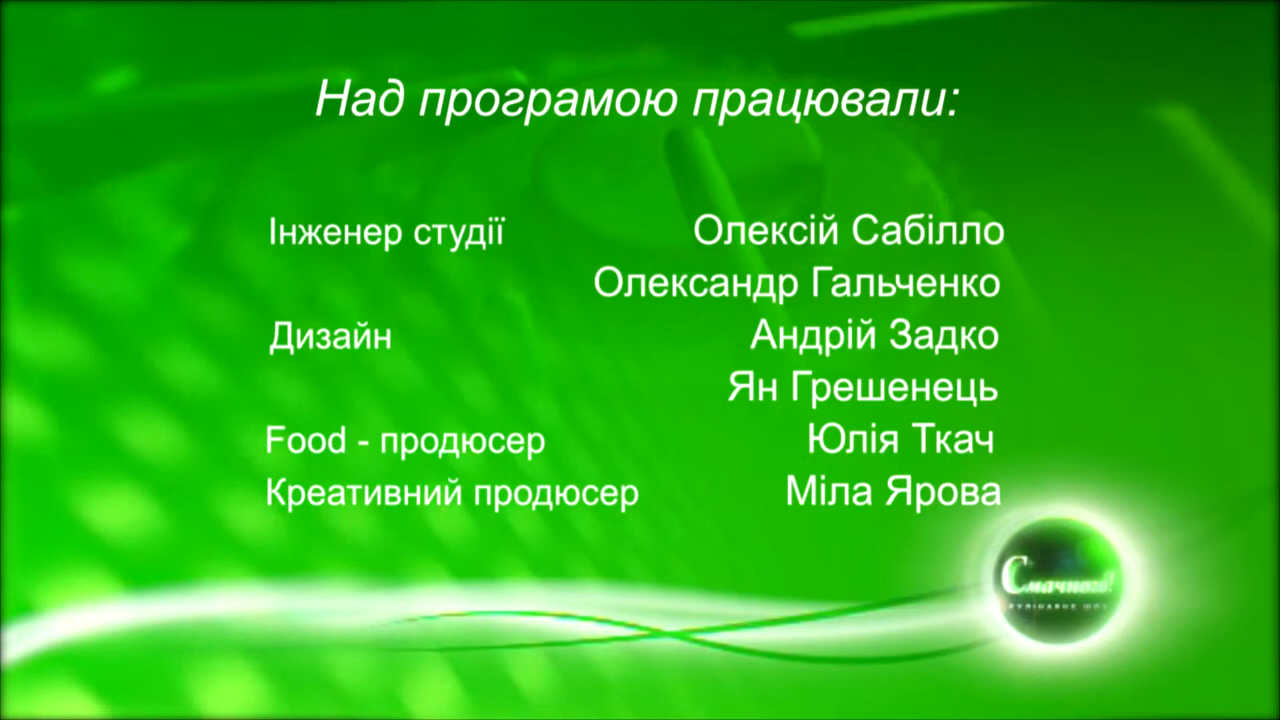 Над програмою працювали:
Інженер студії Олексій Сабілло
Олександр Гальченко
Дизайн Андрій Задко
Ян Грешенець
Food - продюсер Юлія Ткач
Креативний продюсер Міла Ярова
Смачного!